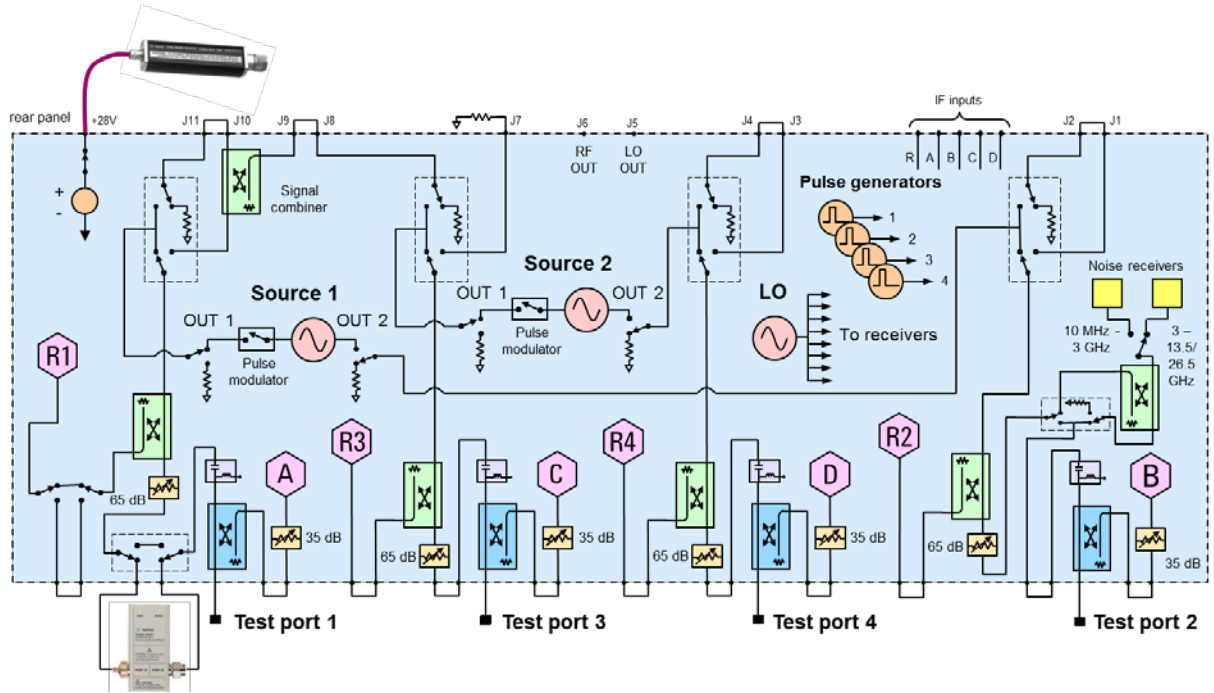 rear panel
+28V
J11
J10
J9
J8
J7
J6
J5
J4
J3
IF inputs
J2
J1
RF
OUT
LO
OUT
R
A
B
C
D
+
-
Signal
combiner
Pulse generators
1
2
3
4
Source 1
OUT 1
OUT 2
Pulse
modulator
Source 2
OUT 1
OUT 2
Pulse
modulator
LO
To receivers
Noise receivers
10 MHz -
3 GHz
3 –
13.5/
26.5
GHz
R1
R3
R4
R2
A
C
D
B
65 dB
35 dB
65 dB
35 dB
65 dB
35 dB
65 dB
35 dB
Test port 1
Test port 3
Test port 4
Test port 2